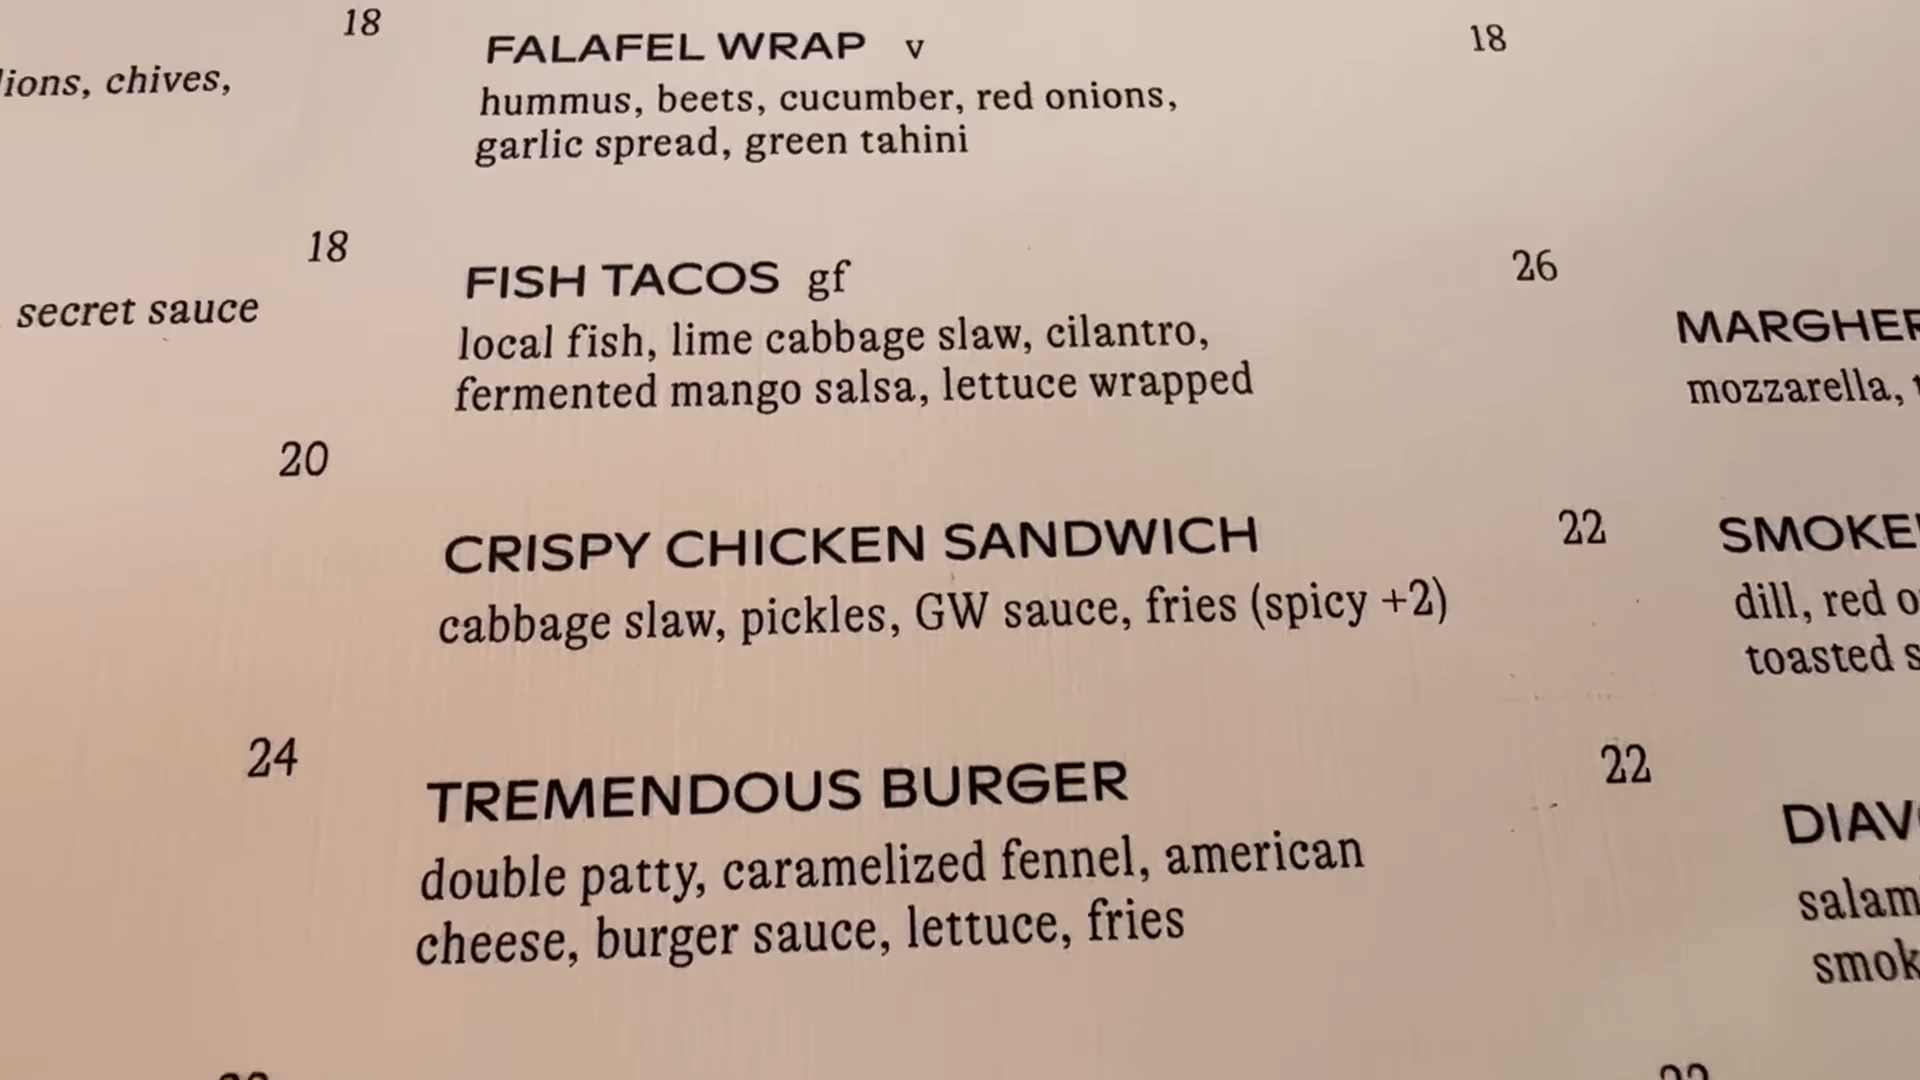 18
chives,
18
secret sauce
20
24
FALAFEL WRAP v 18
hummus, beets, cucumber, red onions,
garlic spread, green tahini
FISH TACOS gf 26
local fish, lime cabbage slaw, cilantro,
fermented mango salsa, lettuce wrapped
CRISPY CHICKEN SANDWICH 22
cabbage slaw, pickles, GW sauce, fries (spicy +2)
TREMENDOUS BURGER 22
double patty, caramelized fennel, american
cheese, burger sauce, lettuce, fries
mozzarella,
dill, red
toasted